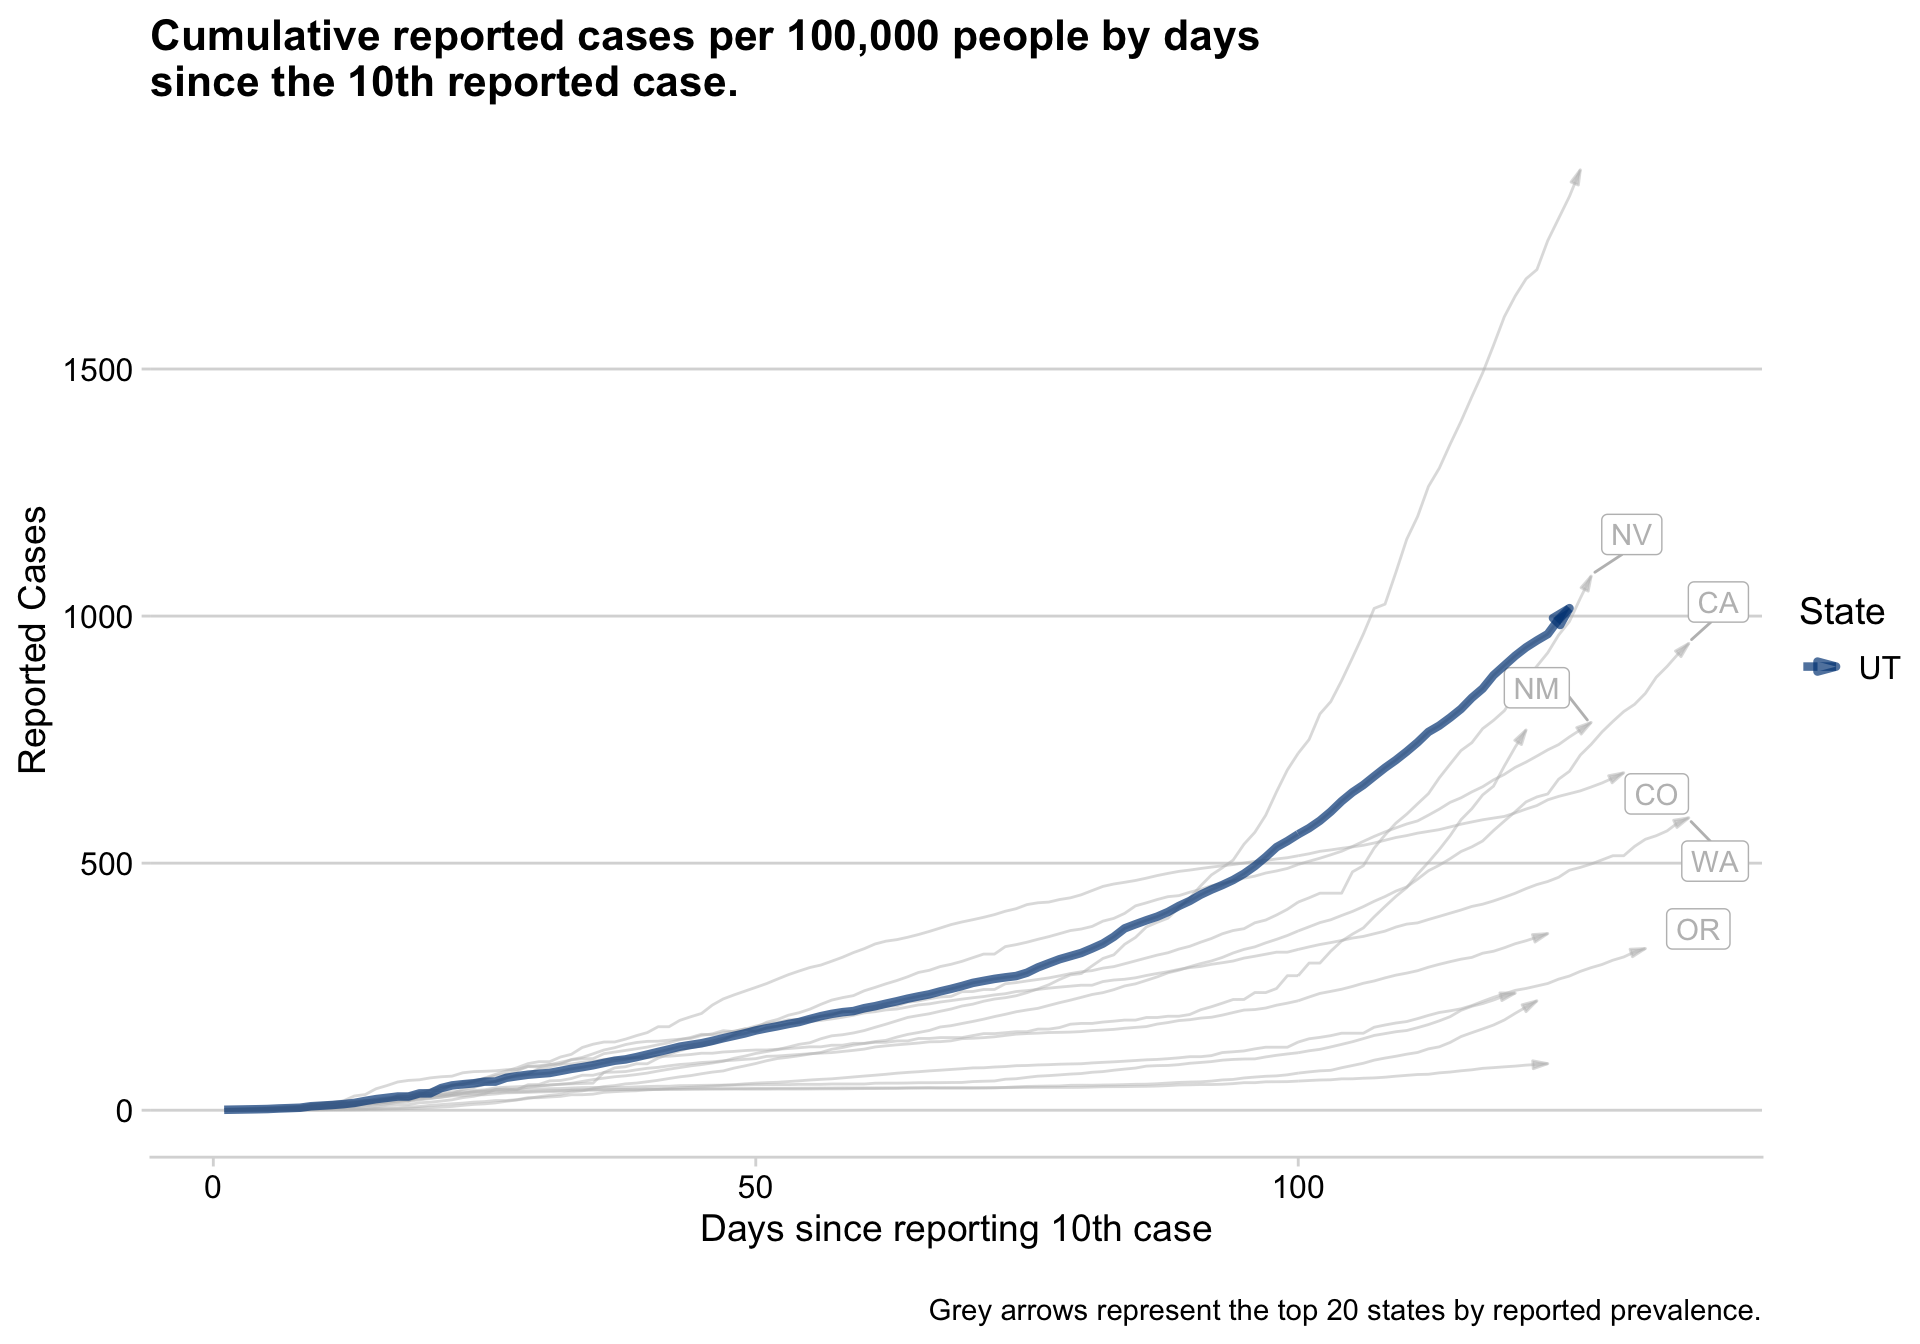 Cumulative reported cases per 100,000 people by days
since the 10th reported case.
Reported Cases
1500
1000
500
0
NV
CA
NM
CO
WA
OR
State
UT
0
50
100
Days since reporting 10th case
Grey arrows represent the top 20 states by reported prevalence.